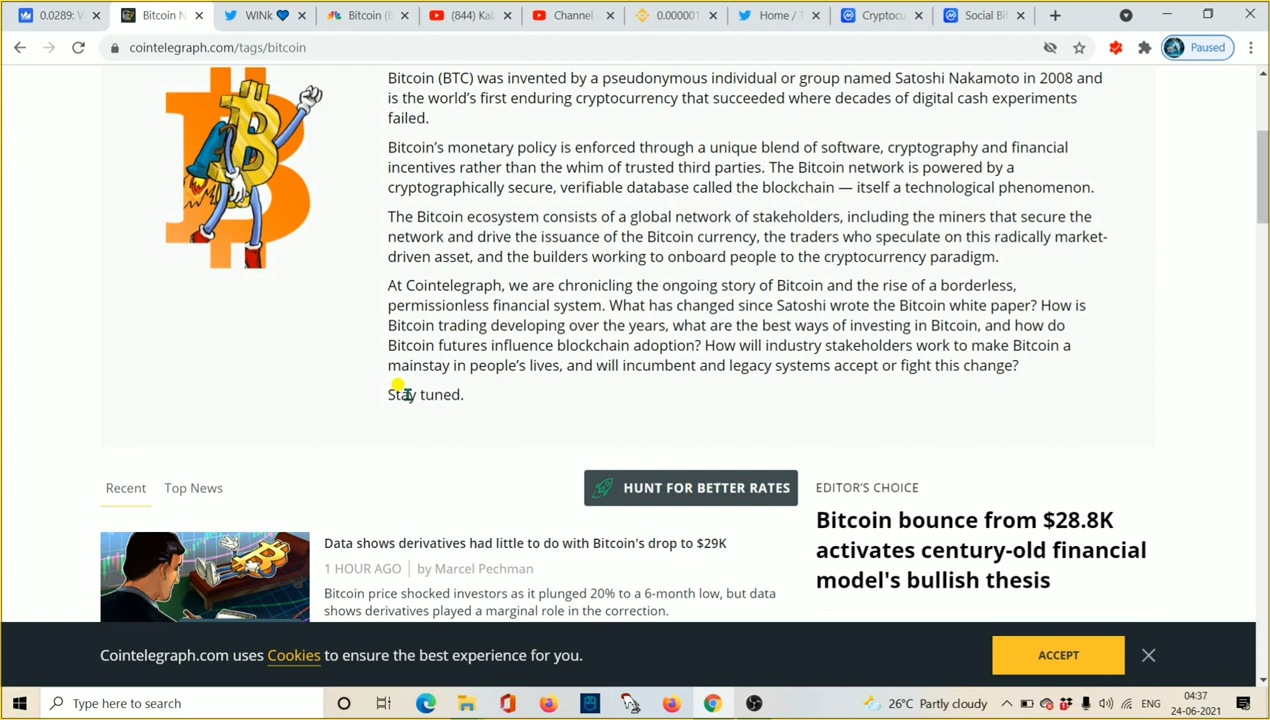 0.0289: W
Bitcoin N
WINk
Bitcoin (B
(844) Kab
Channel
0.000001
Home / T
Cryptocu
Social Bit
cointelegraph.com/tags/bitcoin
Paused
Bitcoin (BTC) was invented by a pseudonymous individual or group named Satoshi Nakamoto in 2008 and
is the world's first enduring cryptocurrency that succeeded where decades of digital cash experiments
failed.
Bitcoin's monetary policy is enforced through a unique blend of software, cryptography and financial
incentives rather than the whim of trusted third parties. The Bitcoin network is powered by a
cryptographically secure, verifiable database called the blockchain — itself a technological phenomenon.
The Bitcoin ecosystem consists of a global network of stakeholders, including the miners that secure the
network and drive the issuance of the Bitcoin currency, the traders who speculate on this radically market-
driven asset, and the builders working to onboard people to the cryptocurrency paradigm.
At Cointelegraph, we are chronicling the ongoing story of Bitcoin and the rise of a borderless,
permissionless financial system. What has changed since Satoshi wrote the Bitcoin white paper? How is
Bitcoin trading developing over the years, what are the best ways of investing in Bitcoin, and how do
Bitcoin futures influence blockchain adoption? How will industry stakeholders work to make Bitcoin a
mainstay in people's lives, and will incumbent and legacy systems accept or fight this change?
Stay tuned.
Recent
Top News
HUNT FOR BETTER RATES
Data shows derivatives had little to do with Bitcoin's drop to $29K
1 HOUR AGO | by Marcel Pechman
Bitcoin price shocked investors as it plunged 20% to a 6-month low, but data
shows derivatives played a marginal role in the correction.
EDITOR'S CHOICE
Bitcoin bounce from $28.8K
activates century-old financial
model's bullish thesis
Cointelegraph.com uses Cookies to ensure the best experience for you.
ACCEPT
Type here to search
26°C Partly cloudy
ENG
04:37
24-06-2021